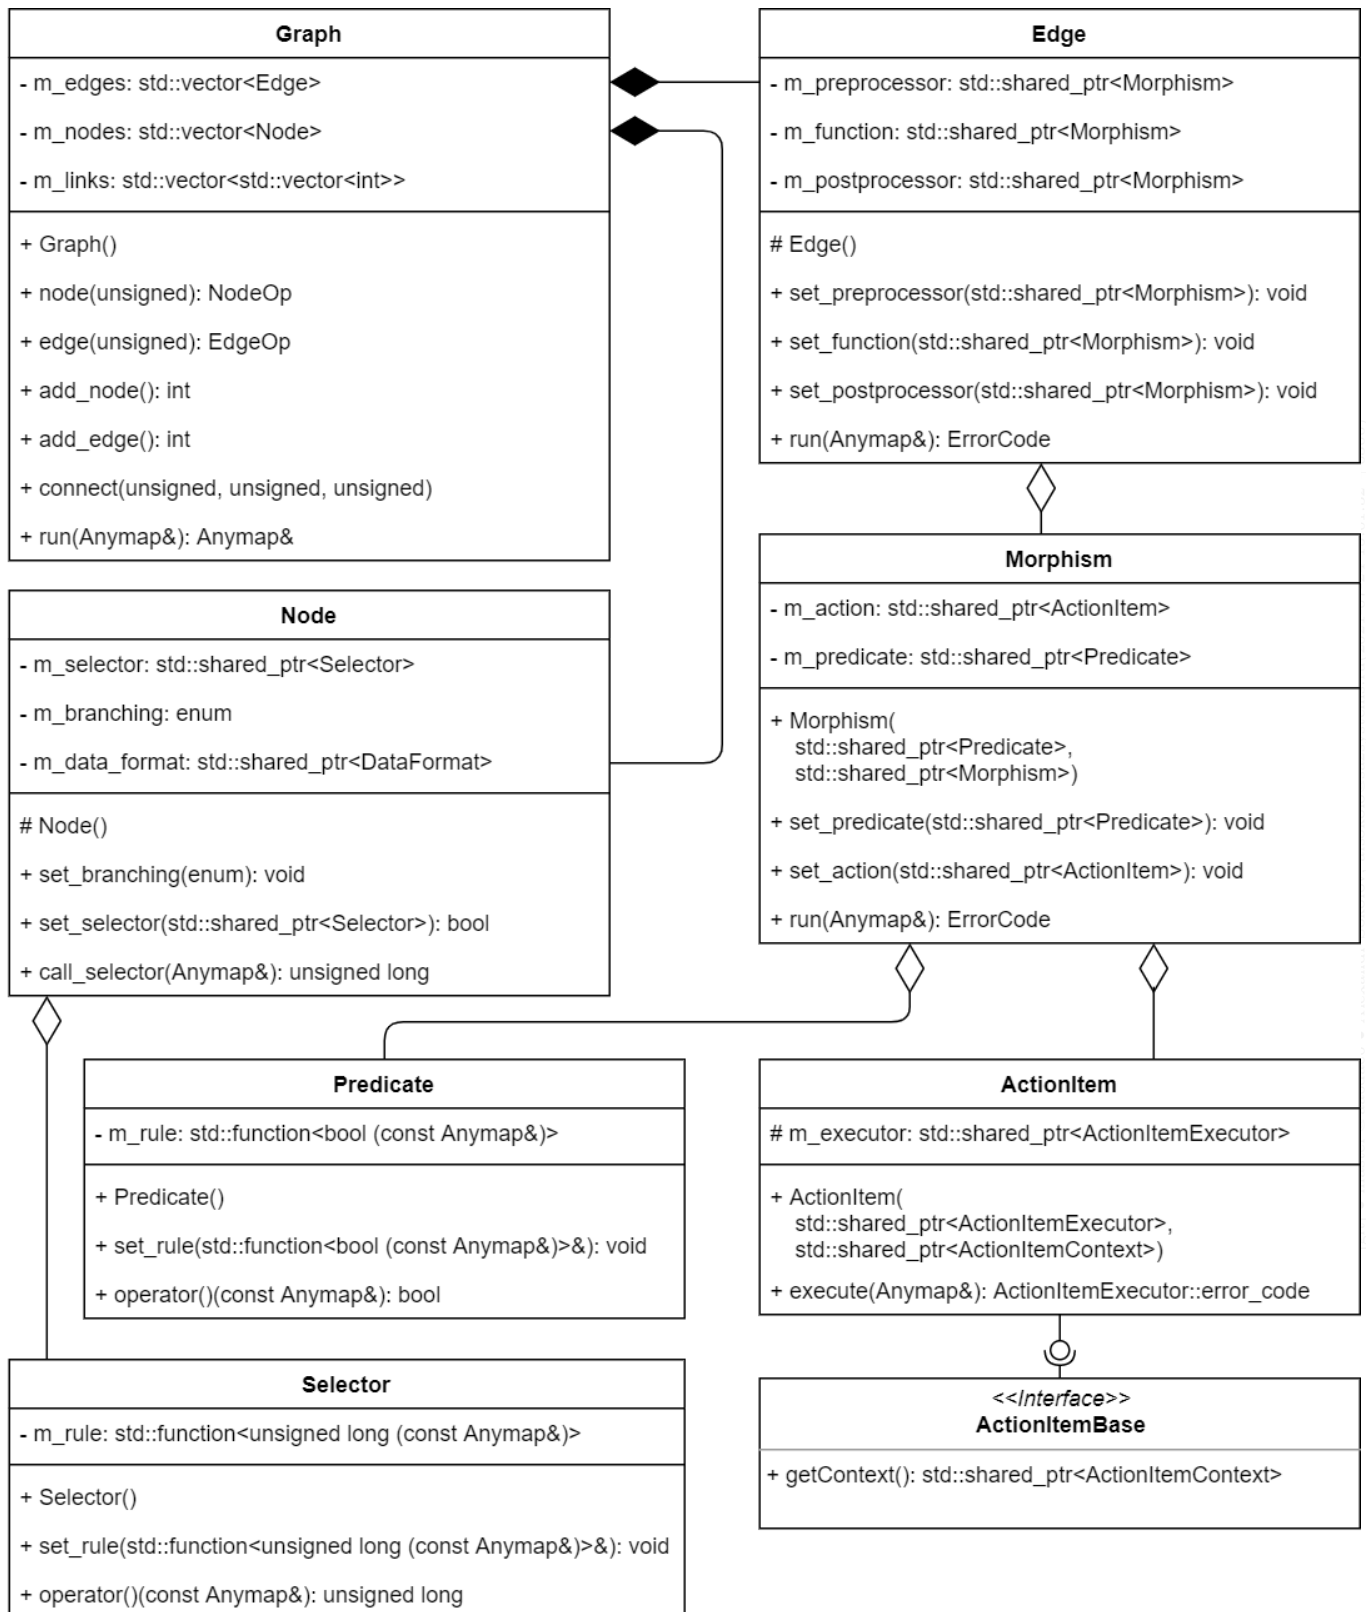 Graph
- m_edges: std::vector<Edge>
- m_nodes: std::vector<Node>
- m_links: std::vector<std::vector<int>>
+ Graph()
+ node(unsigned): NodeOp
+ edge(unsigned): EdgeOp
+ add_node(): int
+ add_edge(): int
+ connect(unsigned, unsigned, unsigned)
+ run(Anymap&): Anymap&
Edge
- m_preprocessor: std::shared_ptr<Morphism>
- m_function: std::shared_ptr<Morphism>
- m_postprocessor: std::shared_ptr<Morphism>
# Edge()
+ set_preprocessor(std::shared_ptr<Morphism>): void
+ set_function(std::shared_ptr<Morphism>): void
+ set_postprocessor(std::shared_ptr<Morphism>): void
+ run(Anymap&): ErrorCode
Node
- m_selector: std::shared_ptr<Selector>
- m_branching: enum
- m_data_format: std::shared_ptr<DataFormat>
# Node()
+ set_branching(enum): void
+ set_selector(std::shared_ptr<Selector>): bool
+ call_selector(Anymap&): unsigned long
Morphism
- m_action: std::shared_ptr<ActionItem>
- m_predicate: std::shared_ptr<Predicate>
+ Morphism(
std::shared_ptr<Predicate>,
std::shared_ptr<Morphism>)
+ set_predicate(std::shared_ptr<Predicate>): void
+ set_action(std::shared_ptr<ActionItem>): void
+ run(Anymap&): ErrorCode
Predicate
- m_rule: std::function<bool (const Anymap&)>
+ Predicate()
+ set_rule(std::function<bool (const Anymap&)>&): void
+ operator()(const Anymap&): bool
ActionItem
# m_executor: std::shared_ptr<ActionItemExecutor>
+ ActionItem(
std::shared_ptr<ActionItemExecutor>,
std::shared_ptr<ActionItemContext>)
+ execute(Anymap&): ActionItemExecutor::error_code
Selector
- m_rule: std::function<unsigned long (const Anymap&)>
+ Selector()
+ set_rule(std::function<unsigned long (const Anymap&)>&): void
+ operator()(const Anymap&): unsigned long
<<Interface>>
ActionItemBase
+ getContext(): std::shared_ptr<ActionItemContext>